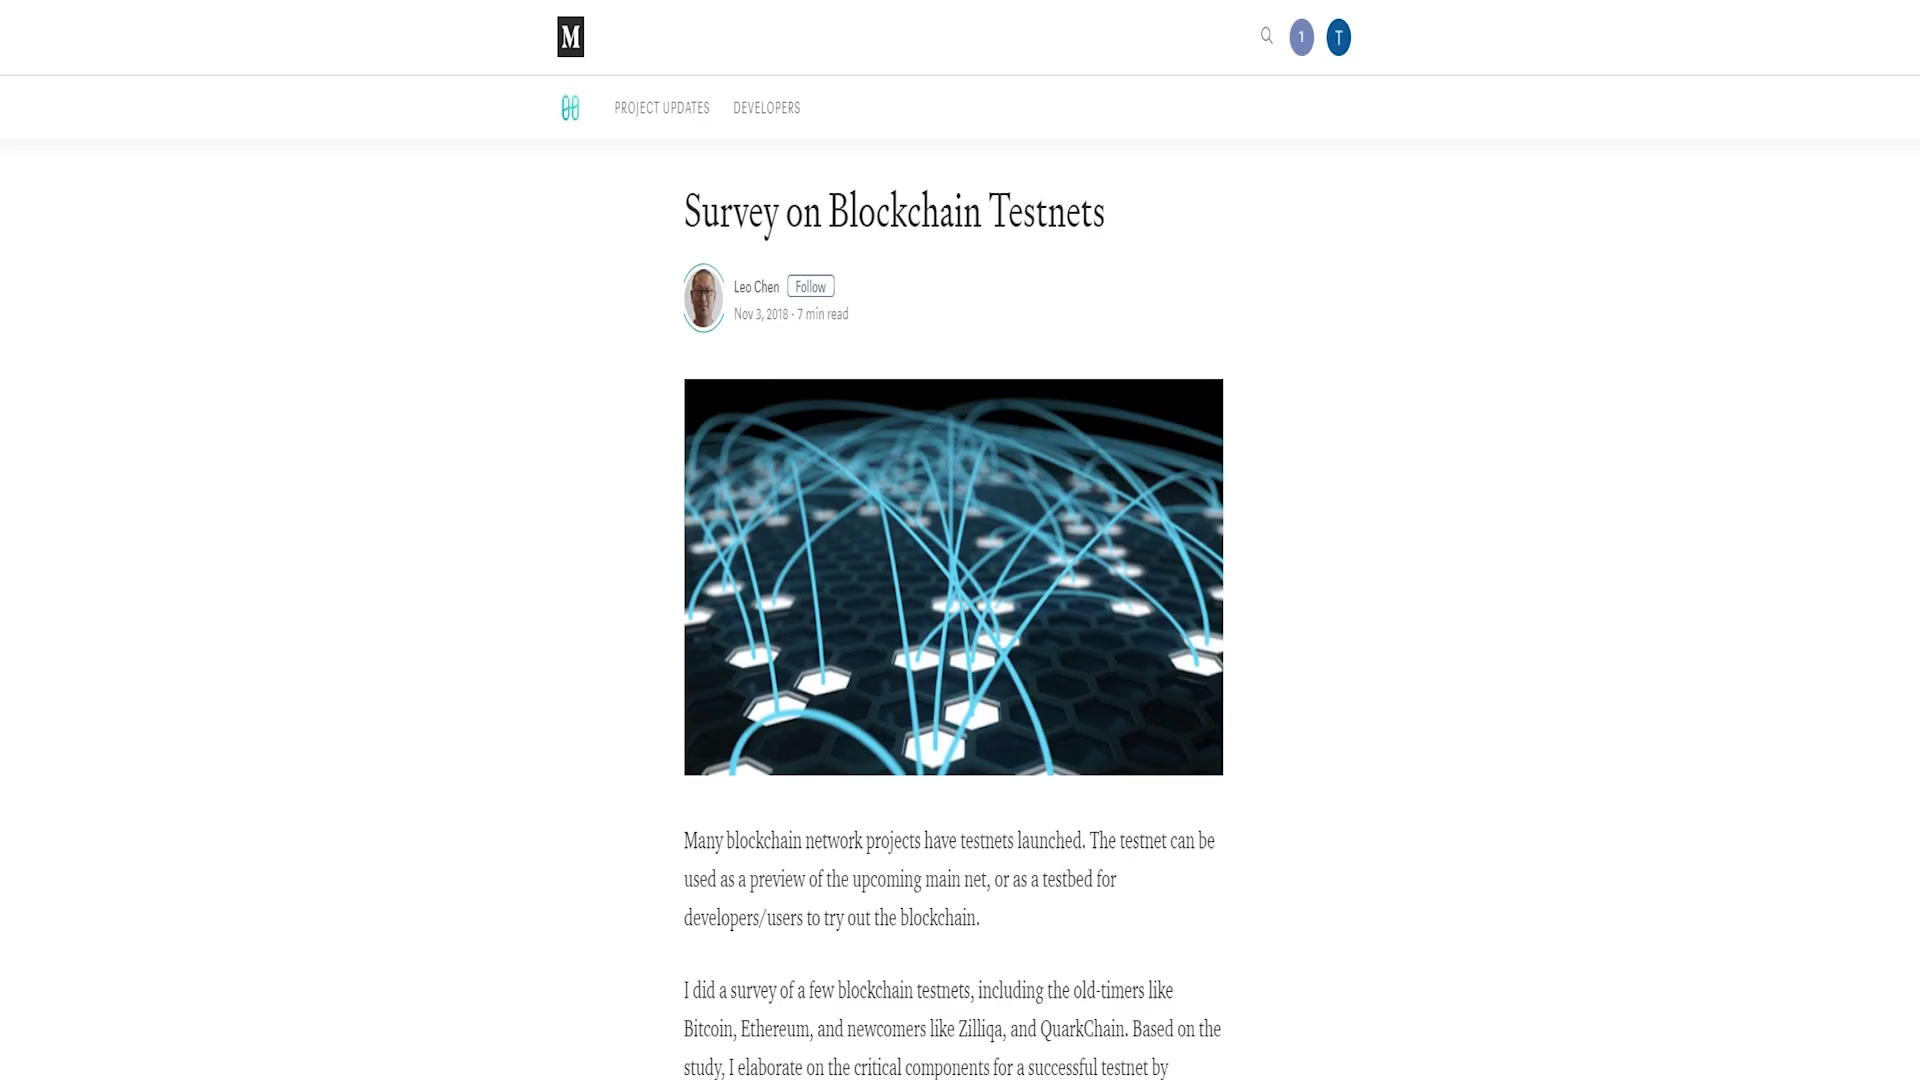 M
1
T
PROJECT UPDATES DEVELOPERS
Survey on Blockchain Testnets
Leo Chen Follow
Nov 3, 2018 · 7 min read
Many blockchain network projects have testnets launched. The testnet can be
used as a preview of the upcoming main net, or as a testbed for
developers/users to try out the blockchain.
I did a survey of a few blockchain testnets, including the old-timers like
Bitcoin, Ethereum, and newcomers like Zilliqa, and QuarkChain. Based on the
study, I elaborate on the critical components for a successful testnet by